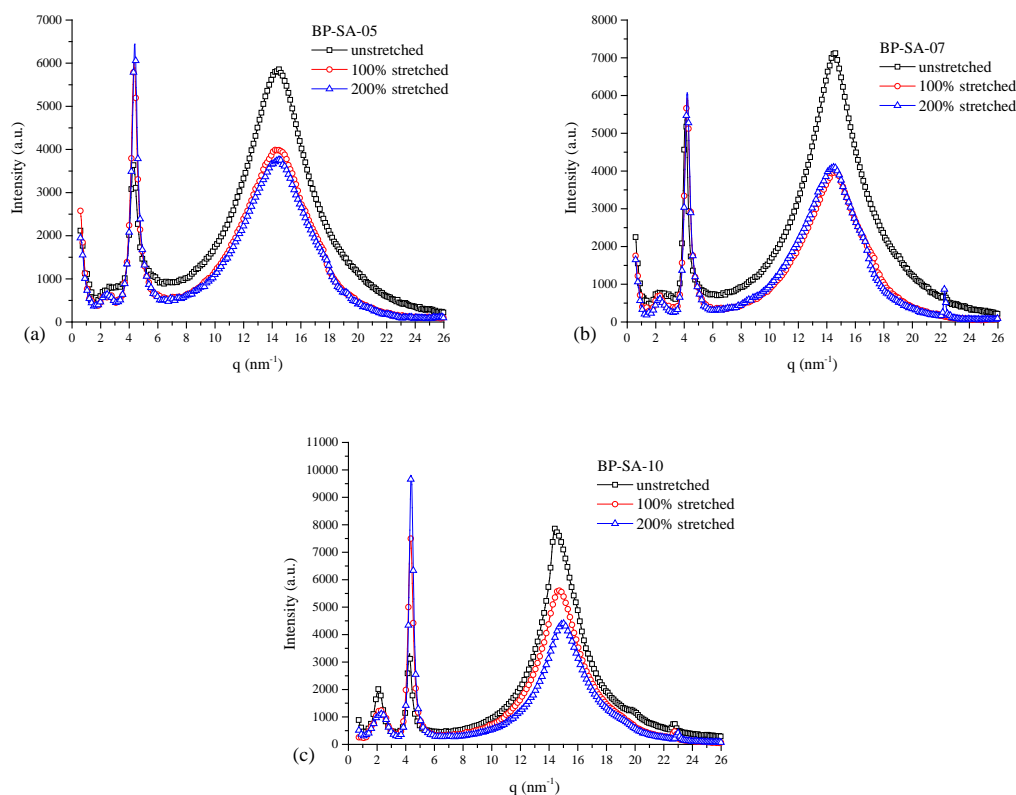 BP-SA-05
unstretched
100% stretched
200% stretched
7000
6000
5000
4000
3000
2000
1000
0
Intensity (a.u.)
0 2 4 6 8 10 12 14 16 18 20 22 24 26
q (nm-1)
(a)
BP-SA-07
unstretched
100% stretched
200% stretched
8000
7000
6000
5000
4000
3000
2000
1000
0
Intensity (a.u.)
0 2 4 6 8 10 12 14 16 18 20 22 24 26
q (nm-1)
(b)
BP-SA-10
unstretched
100% stretched
200% stretched
11000
10000
9000
8000
7000
6000
5000
4000
3000
2000
1000
0
Intensity (a.u.)
0 2 4 6 8 10 12 14 16 18 20 22 24 26
q (nm-1)
(c)